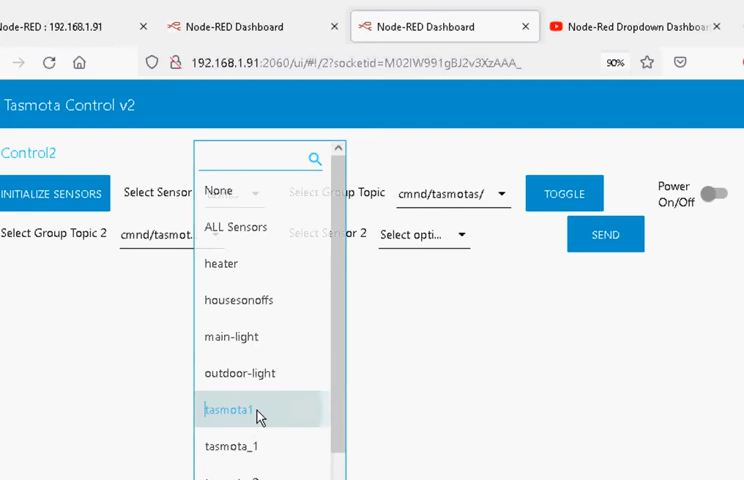 Node-RED : 192.168.1.91
Node-RED Dashboard
Node-RED Dashboard
Node-Red Dropdown Dashboar
192.168.1.91:2060/ui/#!/2?socketid=M02IW991gBJ2v3XzAAA_
90%
Tasmota Control v2
Control2
INITIALIZE SENSORS
Select Sensor
Select Group Topic
cmnd/tasmotas/
TOGGLE
Power
On/Off
Select Group Topic 2
cmnd/tasmot...
Select Sensor 2
Select opti...
SEND
None
ALL Sensors
heater
housesonoffs
main-light
outdoor-light
tasmota1
tasmota_1